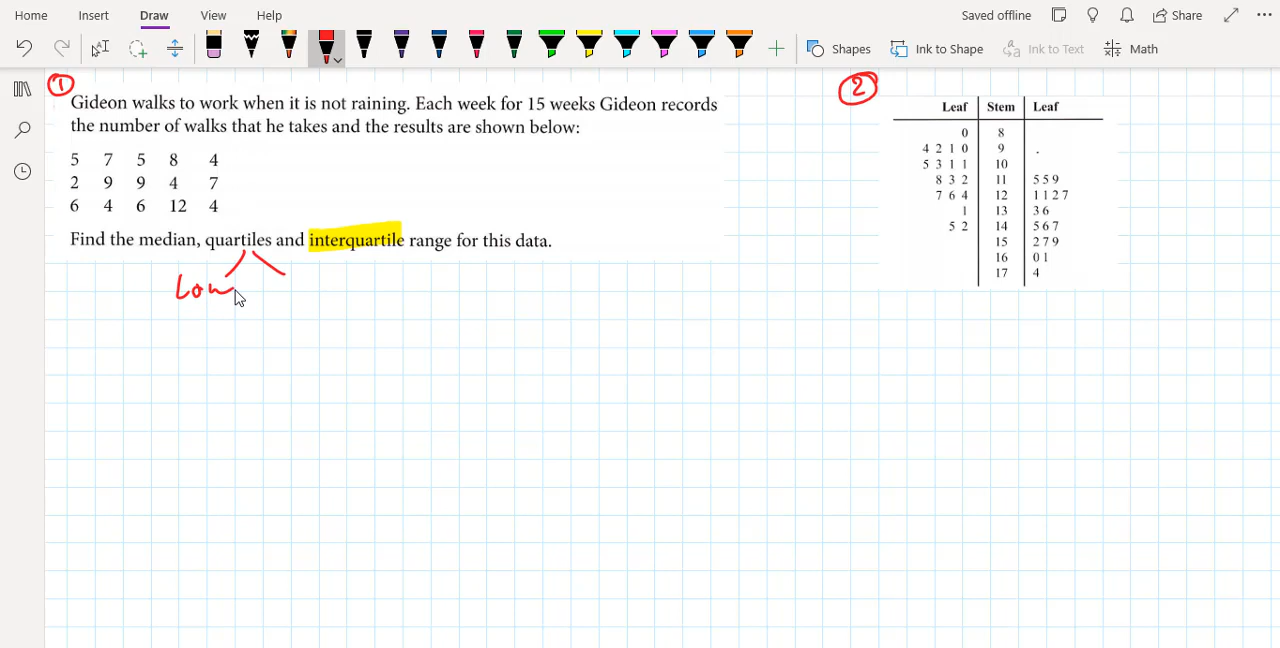 Home Insert Draw View Help Saved offline Share
Shapes Ink to Shape Ink to Text Math
1
Gideon walks to work when it is not raining. Each week for 15 weeks Gideon records
the number of walks that he takes and the results are shown below:
5 7 5 8 4
2 9 9 4 7
6 4 6 12 4
Find the median, quartiles and interquartile range for this data.
Low
2
Leaf Stem Leaf
0 8
4 2 1 0 9 .
5 3 1 1 10
8 3 2 11 5 5 9
7 6 4 12 1 1 2 7
1 13 3 6
5 2 14 5 6 7
15 2 7 9
16 0 1
17 4